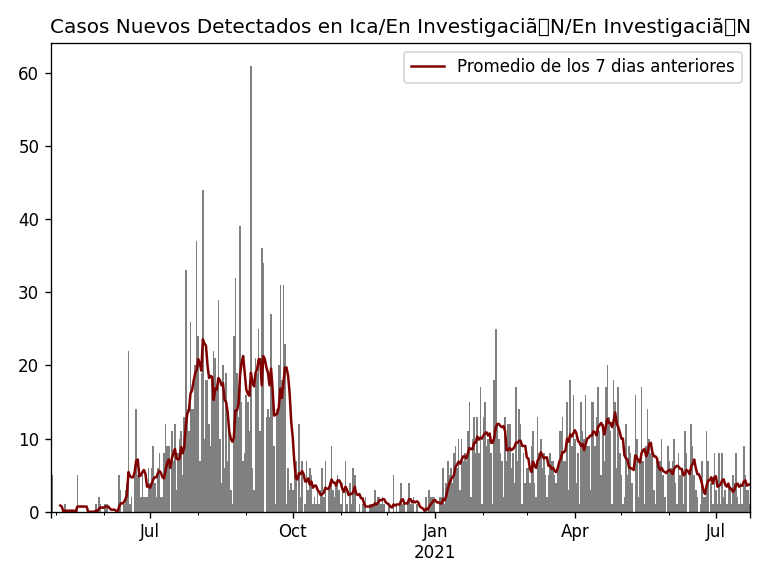 Casos Nuevos Detectados en Ica/En Investigaciã▯N/En Investigaciã▯N
Promedio de los 7 dias anteriores
60
50
40
30
20
10
0
Jul
Oct
Jan
2021
Apr
Jul